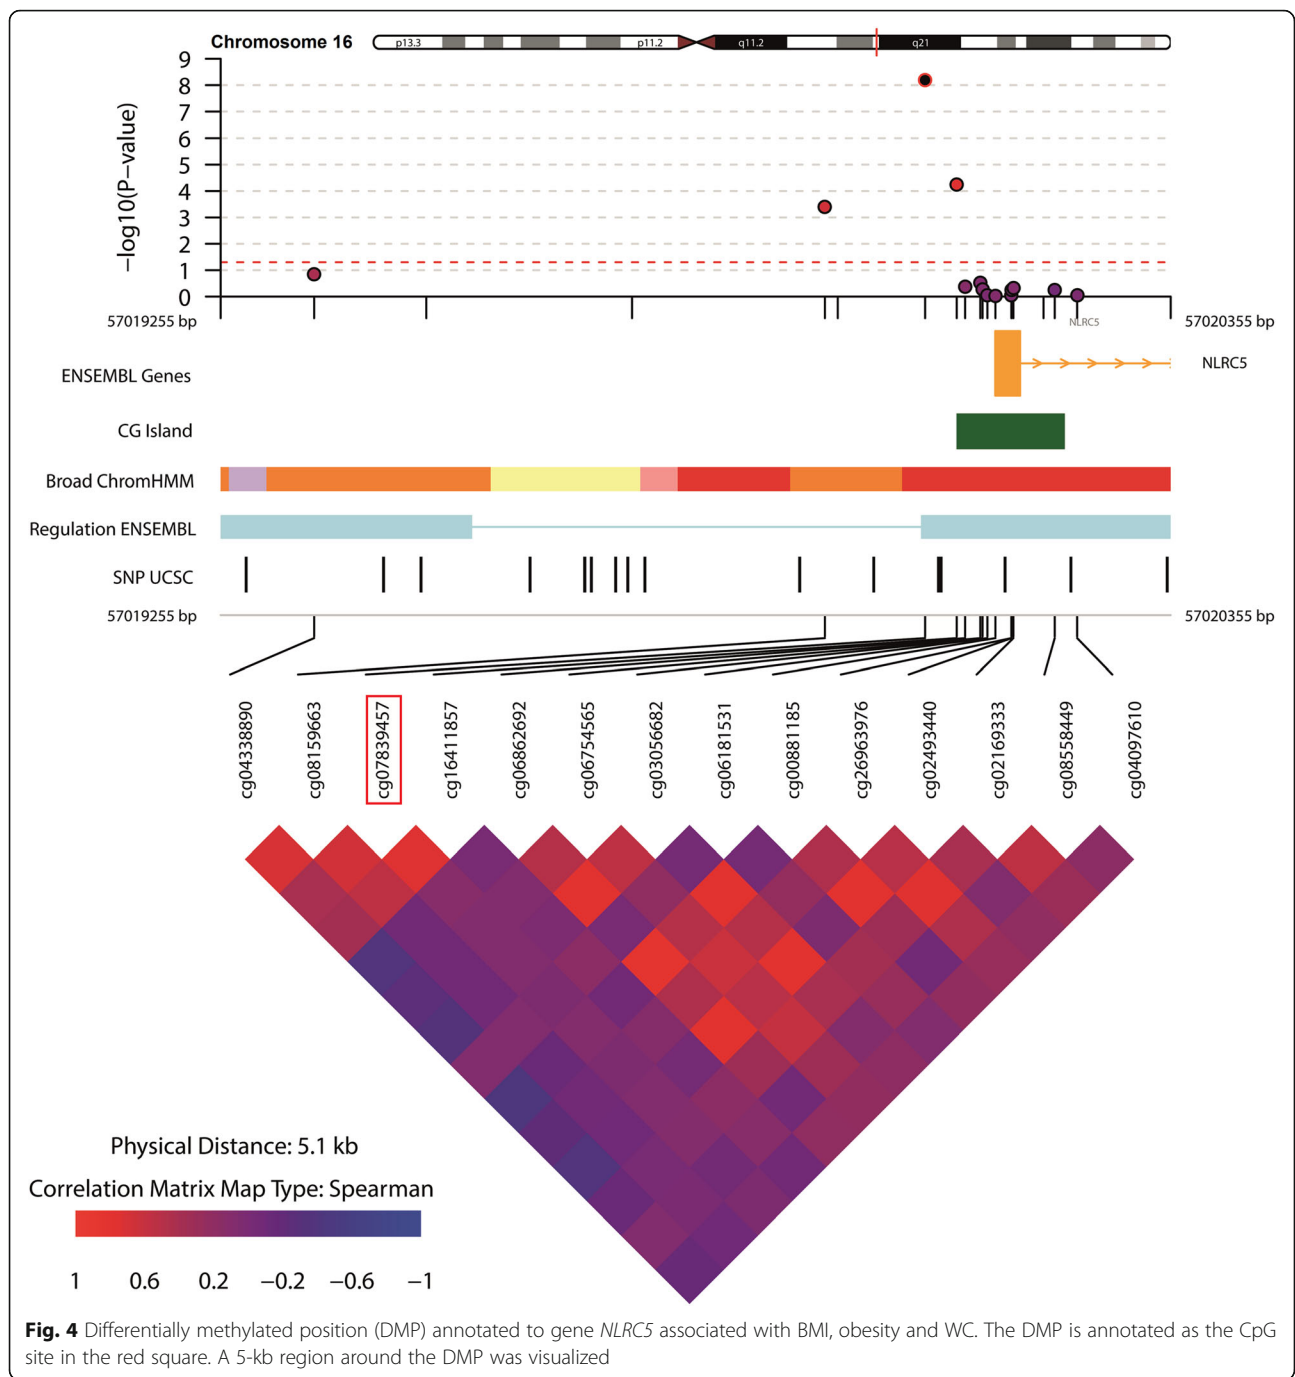 Chromosome 16
p13.3 p11.2 q11.2 q21
9
8
7
6
5
4
3
2
1
0
−log10(P−value)
57019255 bp 57020355 bp
NLRC5
ENSEMBL Genes NLRC5
CG Island
Broad ChromHMM
Regulation ENSEMBL
SNP UCSC
57019255 bp 57020355 bp
cg04338890
cg08159663
cg07839457
cg16411857
cg06862692
cg06754565
cg03056682
cg06181531
cg00881185
cg26963976
cg02493440
cg02169333
cg08558449
cg04097610
Physical Distance: 5.1 kb
Correlation Matrix Map Type: Spearman
1 0.6 0.2 −0.2 −0.6 −1
Fig. 4 Differentially methylated position (DMP) annotated to gene NLRC5 associated with BMI, obesity and WC. The DMP is annotated as the CpG
site in the red square. A 5-kb region around the DMP was visualized